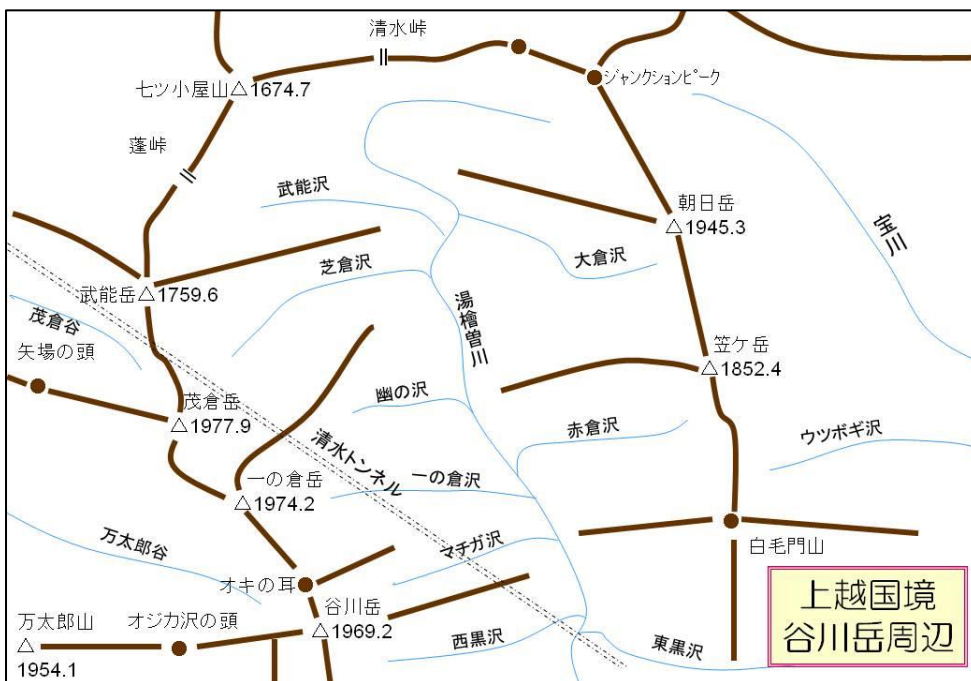 清水峠
ジャンクションピーク
七ツ小屋山
1674.7
蓬峠
武能沢
朝日岳
1945.3
宝川
大倉沢
芝倉沢
武能岳
1759.6
湯檜曽川
茂倉谷
矢場の頭
笠ケ岳
1852.4
幽の沢
茂倉岳
1977.9
赤倉沢
ウツボギ沢
清水トンネル
一の倉岳
1974.2
一の倉沢
万太郎谷
マチガ沢
白毛門山
オキの耳
谷川岳
1969.2
万太郎山
1954.1
オジカ沢の頭
西黒沢
東黒沢
上越国境
谷川岳周辺